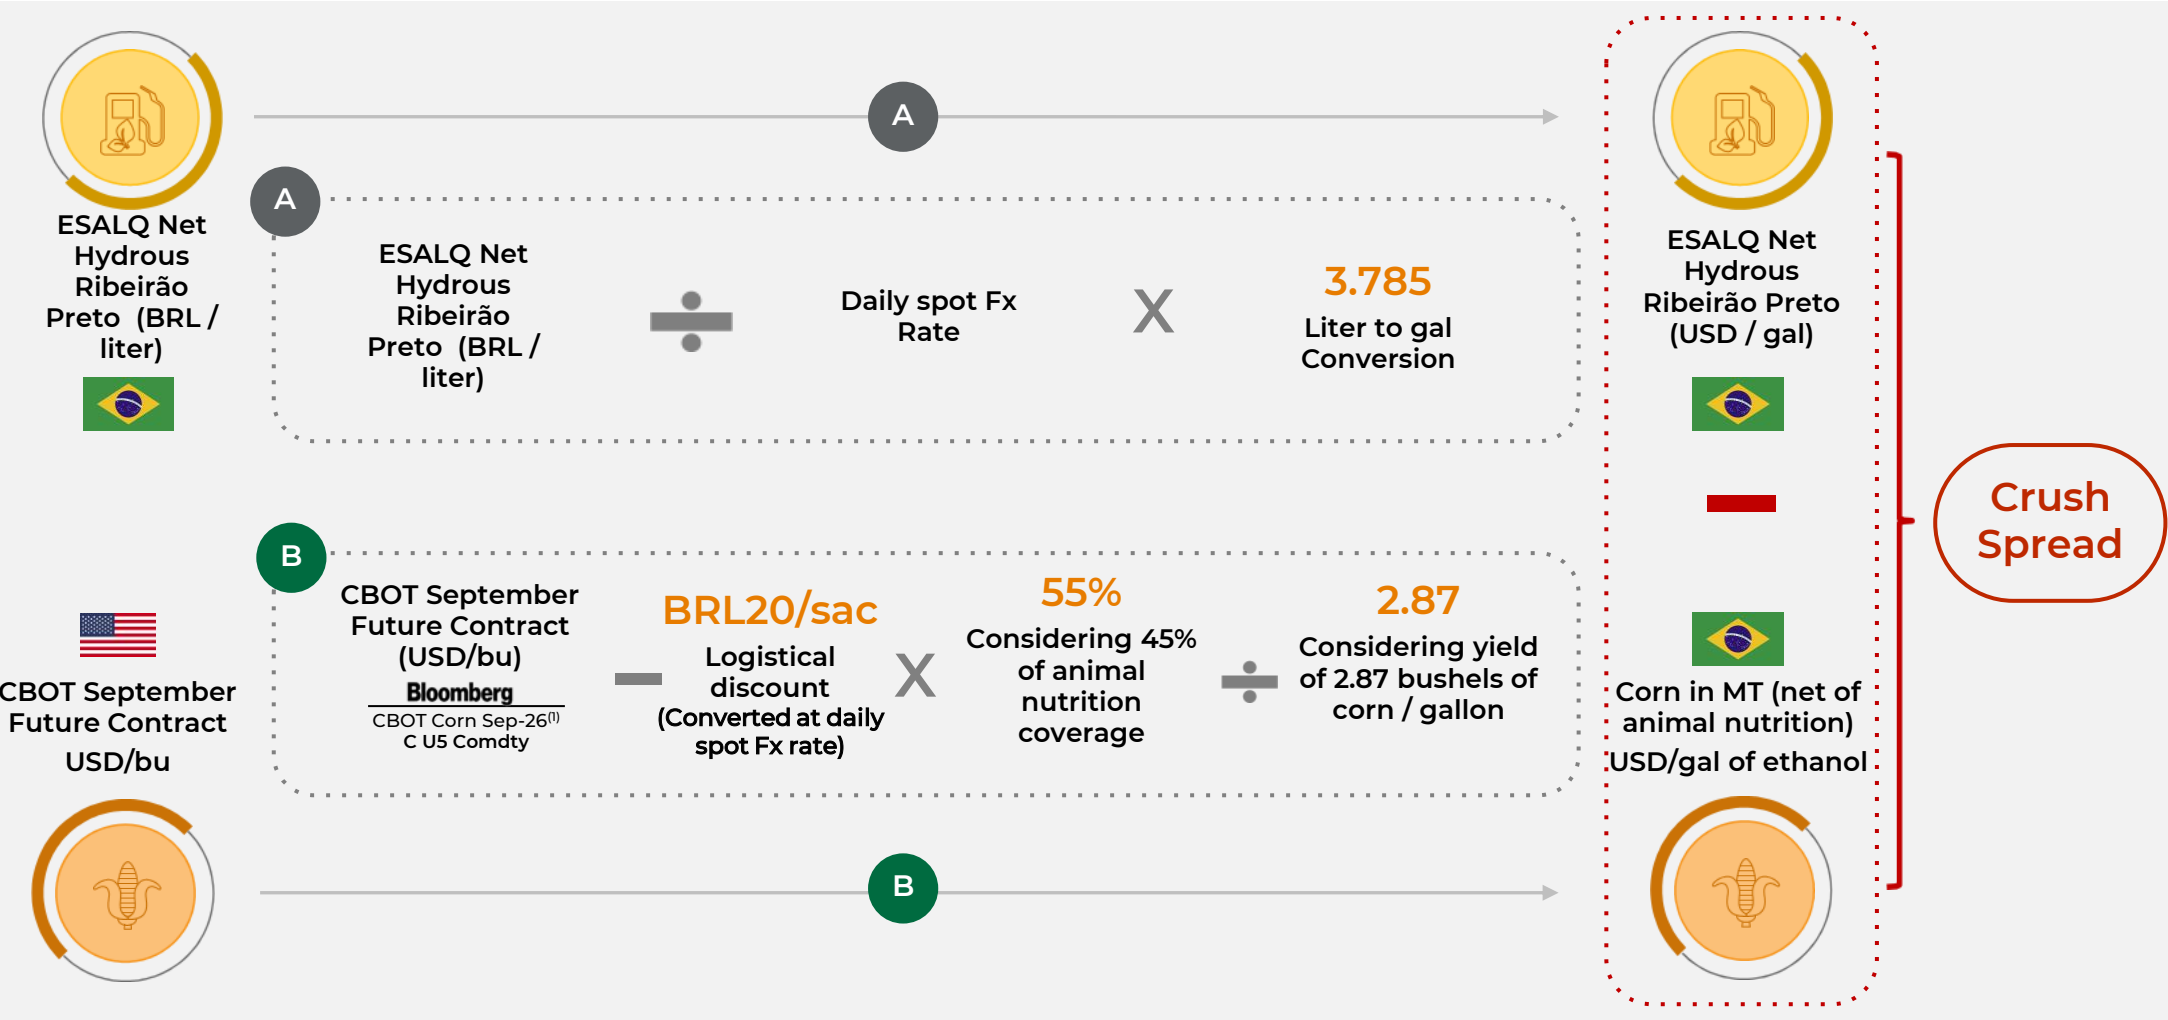 A
A
ESALQ Net
Hydrous
Ribeirão
Preto (BRL /
liter)
ESALQ Net
Hydrous
Ribeirão
Preto (BRL /
liter)
Daily spot Fx
Rate
X
3.785
Liter to gal
Conversion
ESALQ Net
Hydrous
Ribeirão Preto
(USD / gal)
Crush
Spread
B
CBOT September
Future Contract
USD/bu
CBOT September
Future Contract
(USD/bu)
Bloomberg
CBOT Corn Sep-26(1)
C U5 Comdty
BRL20/sac
Logistical
discount
(Converted at daily
spot Fx rate)
X
55%
Considering 45%
of animal
nutrition
coverage
2.87
Considering yield
of 2.87 bushels of
corn / gallon
Corn in MT (net of
animal nutrition)
USD/gal of ethanol
B